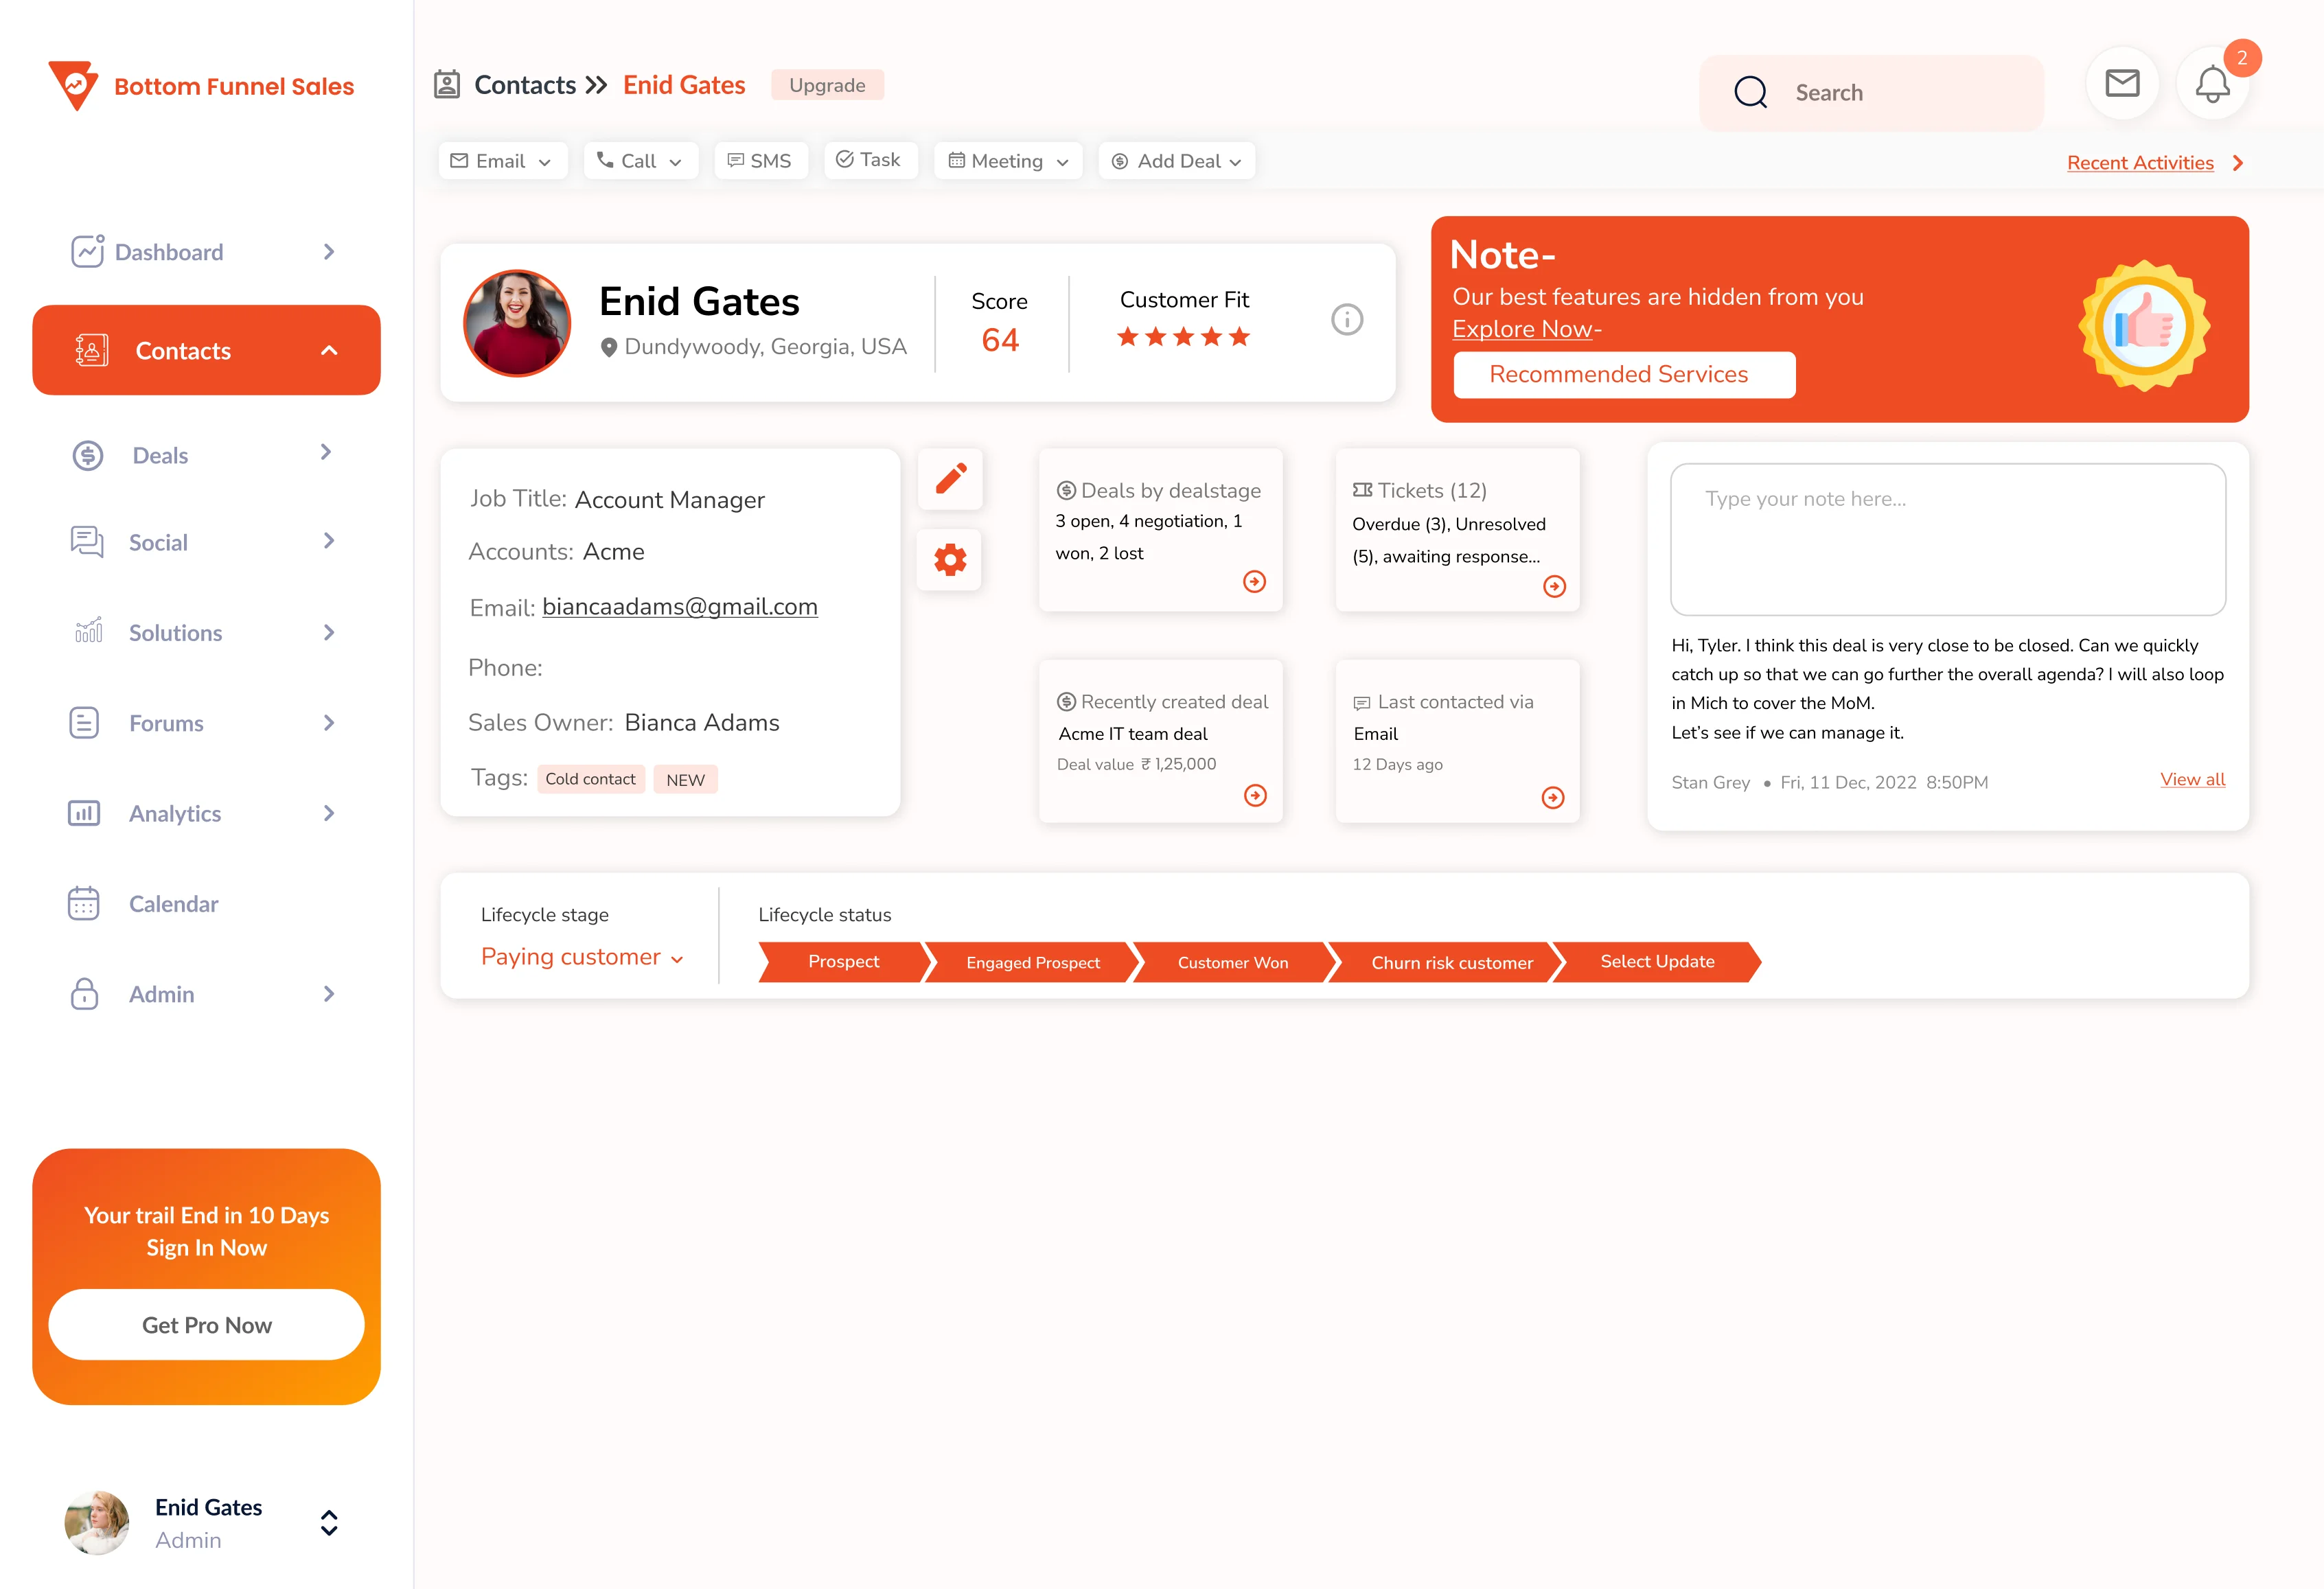 Bottom Funnel Sales
Dashboard
Contacts
Deals
Social
Solutions
Forums
Analytics
Calendar
Admin
Your trail End in 10 Days
Sign In Now
Get Pro Now
Enid Gates
Admin
Contacts Enid Gates Upgrade
Search
2
Email Call SMS Task Meeting Add Deal
Recent Activities
Enid Gates
Dundywoody, Georgia, USA
Score
64
Customer Fit
Note-
Our best features are hidden from you
Explore Now-
Recommended Services
Job Title: Account Manager
Accounts: Acme
Email: biancaadams@gmail.com
Phone:
Sales Owner: Bianca Adams
Tags: Cold contact NEW
Deals by dealstage
3 open, 4 negotiation, 1
won, 2 lost
Tickets (12)
Overdue (3), Unresolved
(5), awaiting response...
Recently created deal
Acme IT team deal
Deal value ₹ 1,25,000
Last contacted via
Email
12 Days ago
Type your note here...
Hi, Tyler. I think this deal is very close to be closed. Can we quickly
catch up so that we can go further the overall agenda? I will also loop
in Mich to cover the MoM.
Let's see if we can manage it.
Stan Grey • Fri, 11 Dec, 2022 8:50PM
View all
Lifecycle stage
Paying customer
Lifecycle status
Prospect Engaged Prospect Customer Won Churn risk customer Select Update